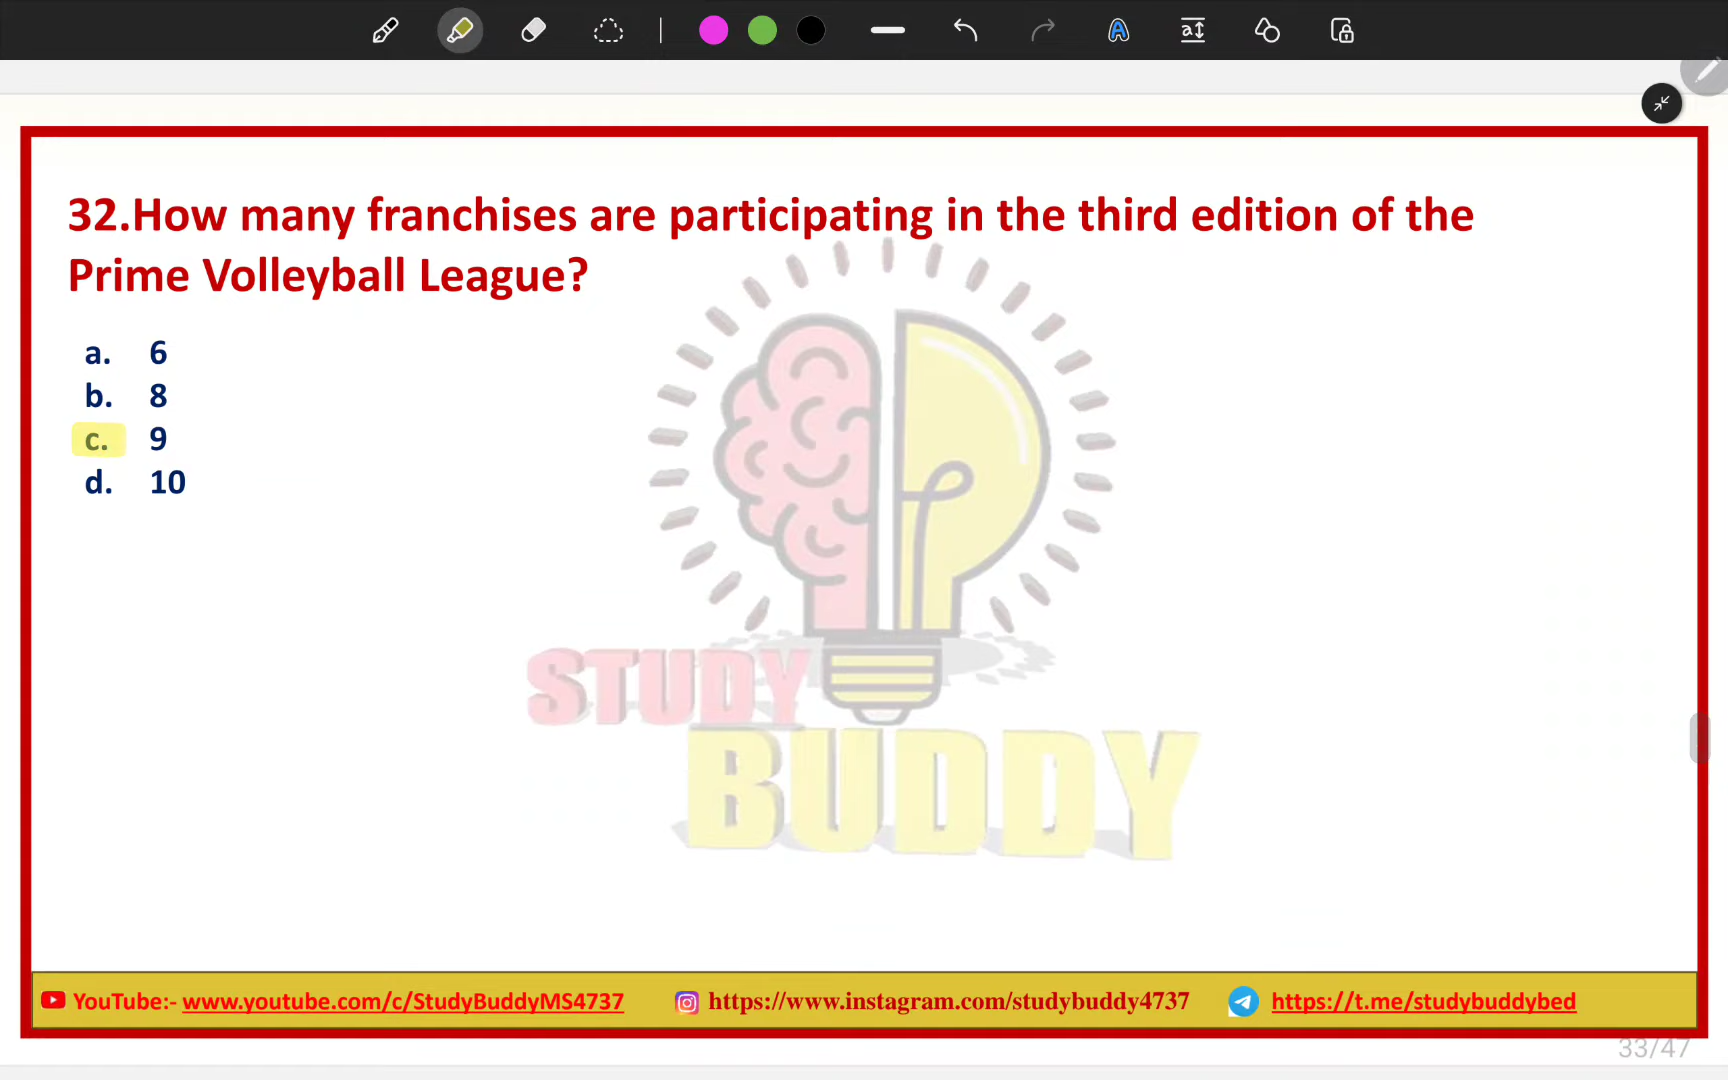 32.How many franchises are participating in the third edition of the
Prime Volleyball League?
a. 6
b. 8
c. 9
d. 10
STUDY
BUDDY
YouTube:- www.youtube.com/c/StudyBuddyMS4737 https://www.instagram.com/studybuddy4737 https://t.me/studybuddybed
33/47